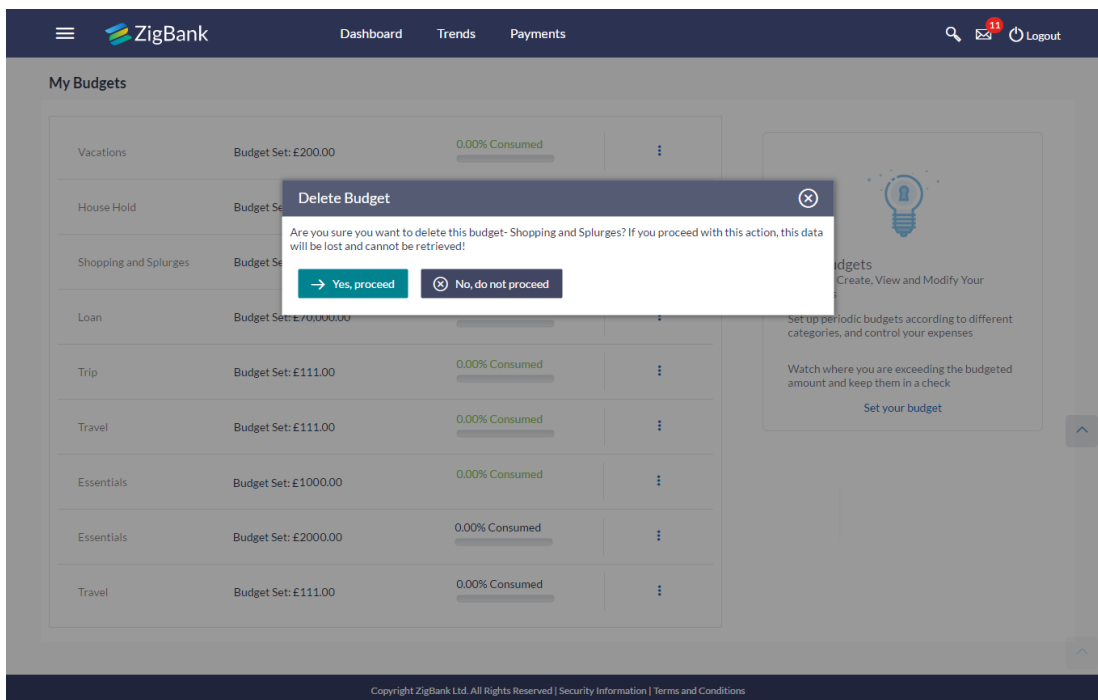 ZigBank
Dashboard Trends Payments
11
Logout
My Budgets
Vacations Budget Set: £200.00 0.00% Consumed
Delete Budget
Are you sure you want to delete this budget- Shopping and Splurges? If you proceed with this action, this data
will be lost and cannot be retrieved!
Yes, proceed No, do not proceed
House Hold Budget
Shopping and Splurges Budget
Loan Budget Set: £70,000.00
Trip Budget Set: £111.00 0.00% Consumed
Travel Budget Set: £111.00 0.00% Consumed
Essentials Budget Set: £1000.00 0.00% Consumed
Essentials Budget Set: £2000.00 0.00% Consumed
Travel Budget Set: £111.00 0.00% Consumed
Create, View and Modify Your
Set up periodic budgets according to different
categories, and control your expenses
Watch where you are exceeding the budgeted
amount and keep them in a check
Set your budget
Copyright ZigBank Ltd. All Rights Reserved | Security Information | Terms and Conditions